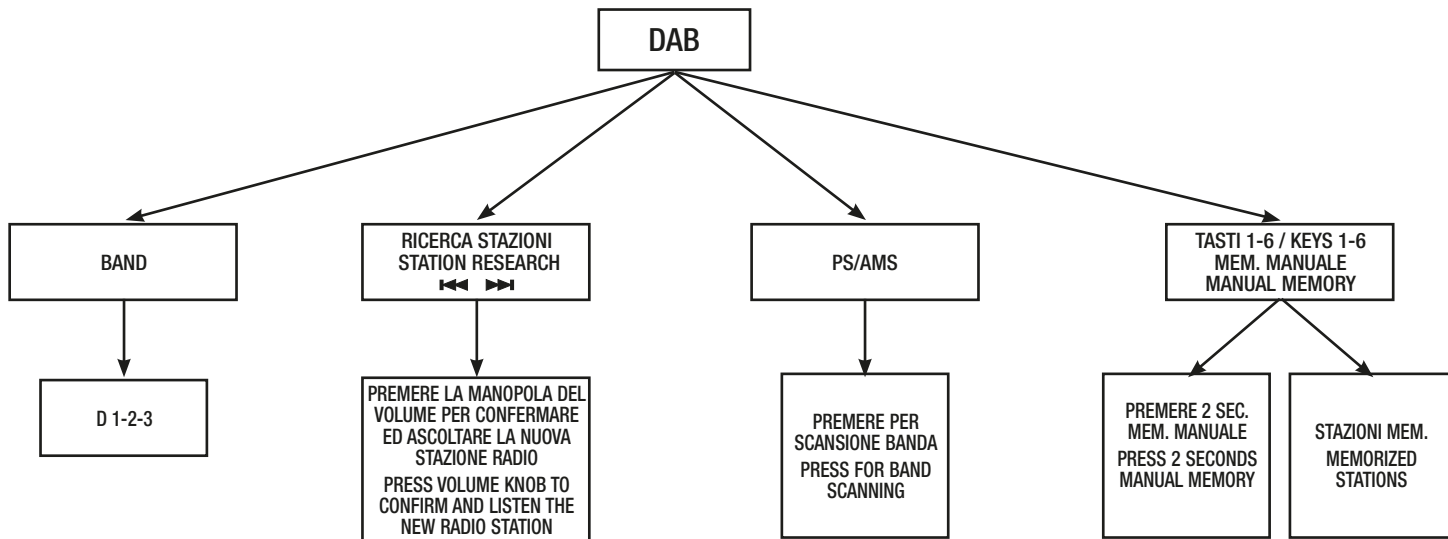 DAB
BAND
RICERCA STAZIONI
STATION RESEARCH
PS/AMS
TASTI 1-6 / KEYS 1-6
MEM. MANUALE
MANUAL MEMORY
D 1-2-3
PREMERE LA MANOPOLA DEL
VOLUME PER CONFERMARE
ED ASCOLTARE LA NUOVA
STAZIONE RADIO
PRESS VOLUME KNOB TO
CONFIRM AND LISTEN THE
NEW RADIO STATION
PREMERE PER
SCANSIONE BANDA
PRESS FOR BAND
SCANNING
PREMERE 2 SEC.
MEM. MANUALE
PRESS 2 SECONDS
MANUAL MEMORY
STAZIONI MEM.
MEMORIZED
STATIONS